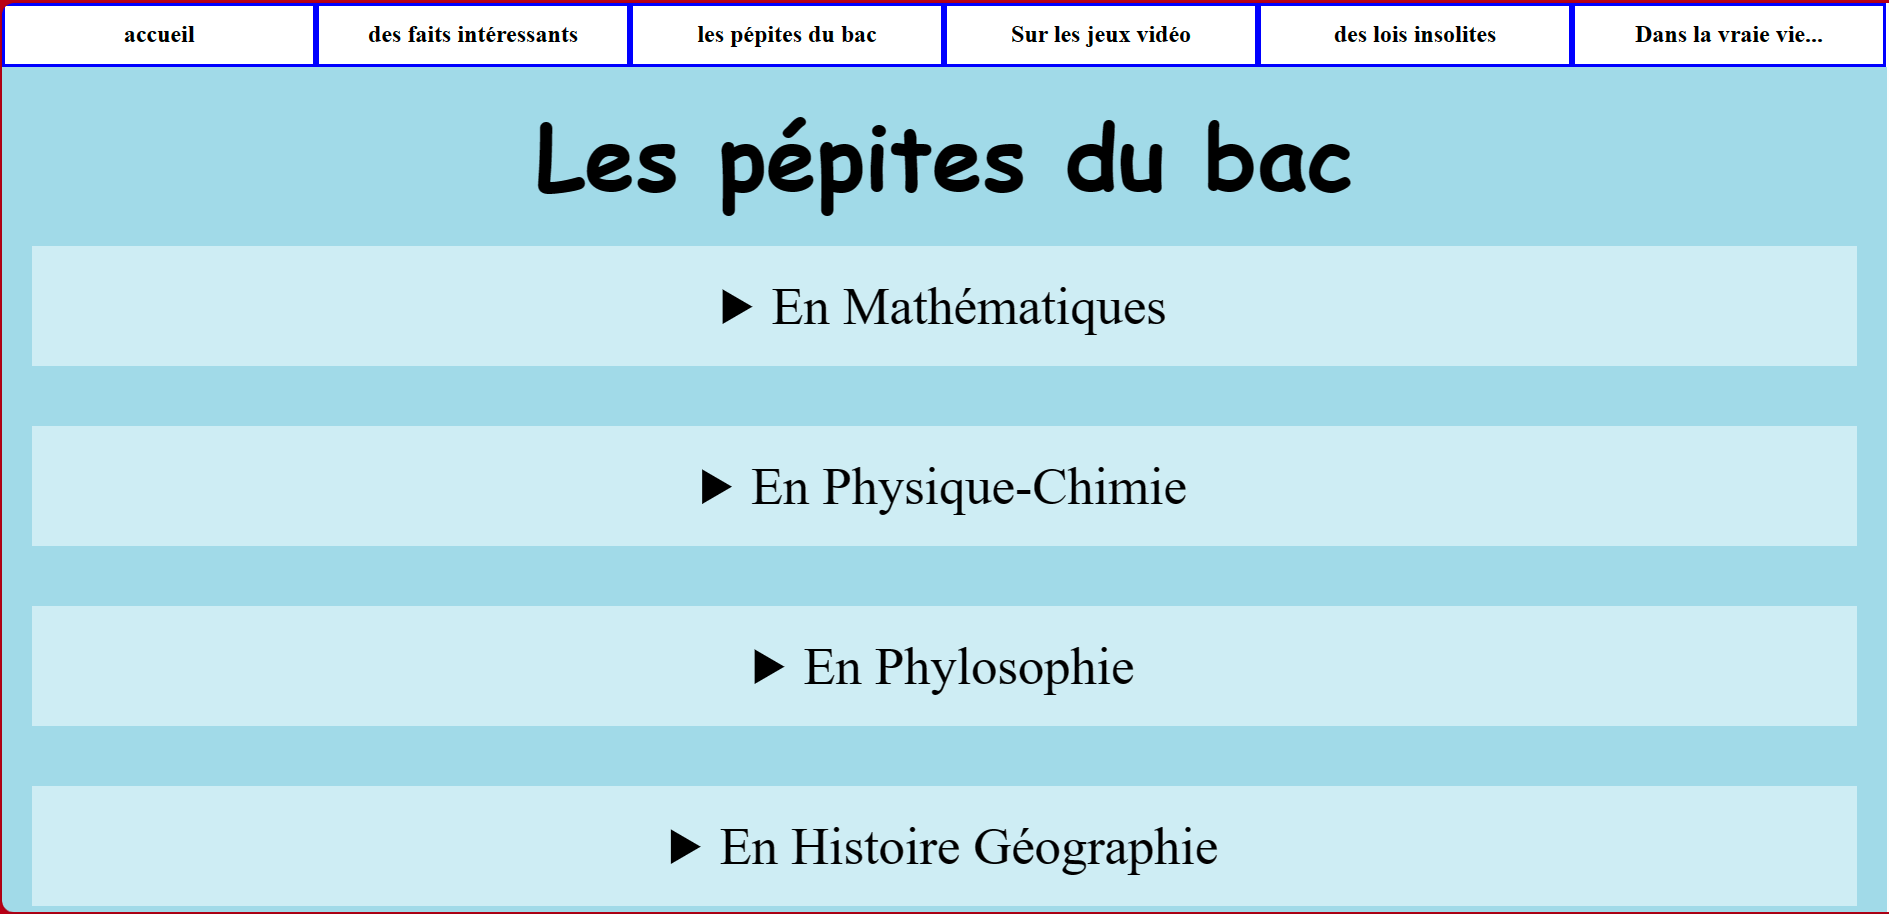 accueil des faits intéressants les pépites du bac Sur les jeux vidéo des lois insolites Dans la vraie vie...
Les pépites du bac
En Mathématiques
En Physique-Chimie
En Phylosophie
En Histoire Géographie